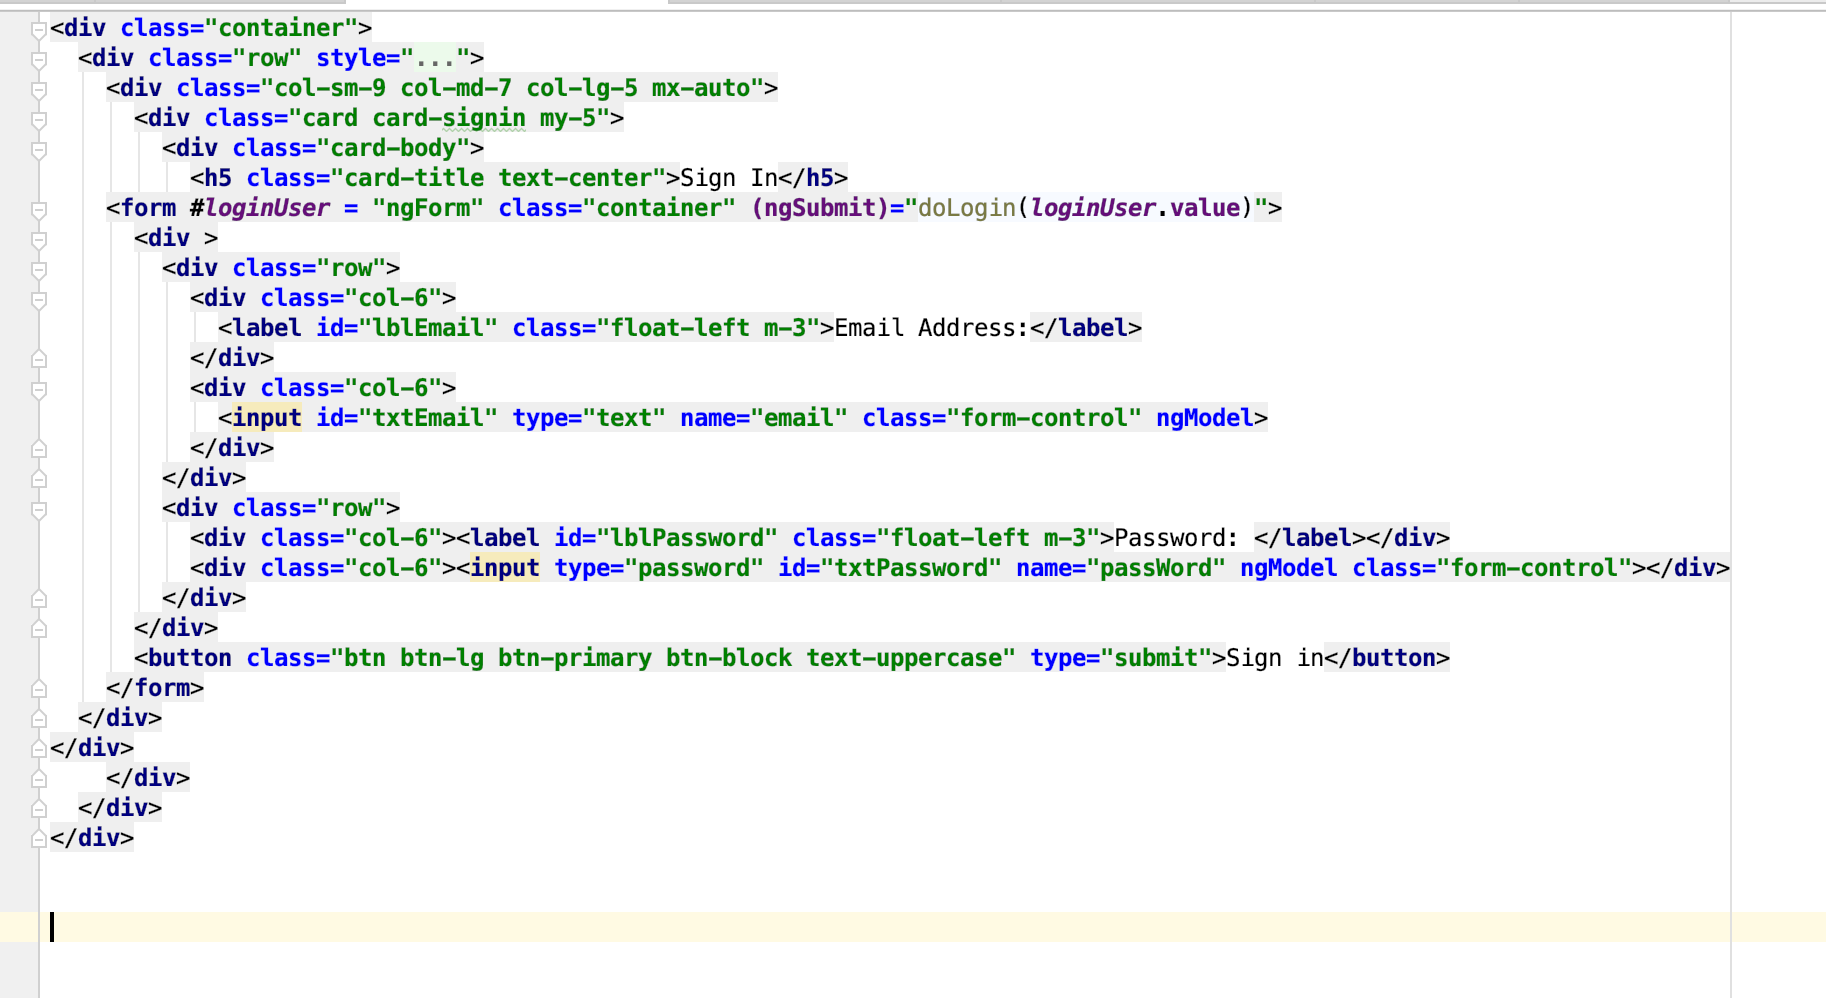 <div class="container">
  <div class="row" style="...">
    <div class="col-sm-9 col-md-7 col-lg-5 mx-auto">
      <div class="card card-signin my-5">
        <div class="card-body">
          <h5 class="card-title text-center">Sign In</h5>
    <form #loginUser = "ngForm" class="container" (ngSubmit)="doLogin(loginUser.value)">
      <div >
        <div class="row">
          <div class="col-6">
            <label id="lblEmail" class="float-left m-3">Email Address:</label>
          </div>
          <div class="col-6">
            <input id="txtEmail" type="text" name="email" class="form-control" ngModel>
          </div>
        </div>
        <div class="row">
          <div class="col-6"><label id="lblPassword" class="float-left m-3">Password: </label></div>
          <div class="col-6"><input type="password" id="txtPassword" name="passWord" ngModel class="form-control"></div>
        </div>
      </div>
      <button class="btn btn-lg btn-primary btn-block text-uppercase" type="submit">Sign in</button>
    </form>
  </div>
</div>
    </div>
  </div>
</div>